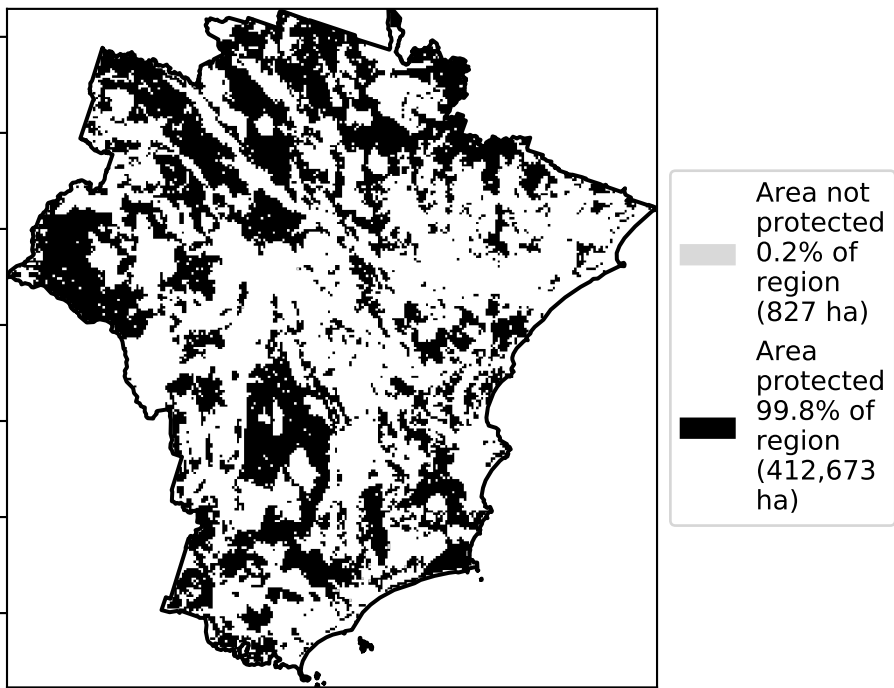 Area not
protected
0.2% of
region
(827 ha)
Area
protected
99.8% of
region
(412,673
ha)